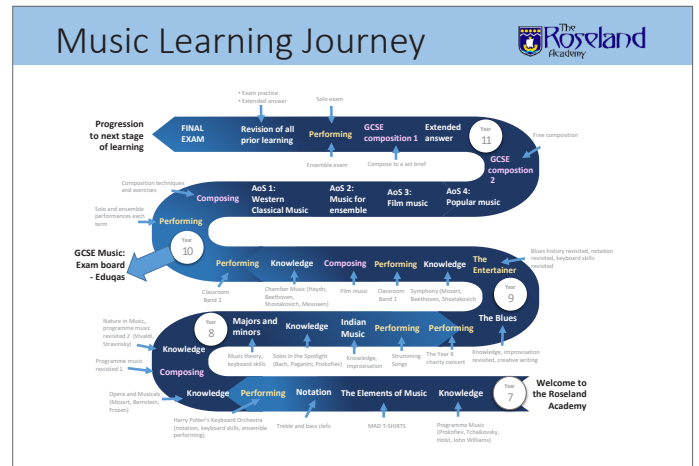 Music Learning Journey
The
Roseland
Academy
• Exam practice
• Extended answer
Solo exam
Progression
to next stage
of learning
FINAL
EXAM
Revision of all
prior learning
Performing
GCSE
composition 1
Extended
answer
Year
11
Free composition
Ensemble exam
Compose to a set brief
GCSE
compostion
2
Composition techniques
and exercises
Composing
AoS 1:
Western
Classical Music
AoS 2:
Music for
ensemble
AoS 3:
Film music
AoS 4:
Popular music
Solo and ensemble
performances each
term
Performing
Year
10
GCSE Music:
Exam board
- Eduqas
Performing
Knowledge
Composing
Performing
Knowledge
The
Entertainer
Blues history revisited, notation
revisited, keyboard skills
revisited
Classroom
Band 2
Chamber Music (Haydn,
Beethoven,
Shostakovich, Messiaen)
Film music
Classroom
Band 1
Symphony (Mozart,
Beethoven, Shostakovich
Year
9
The Blues
Nature in Music,
programme music
revisited 2 (Vivaldi,
Stravinsky)
Year
8
Majors and
minors
Knowledge
Indian
Music
Performing
Performing
Knowledge
Music theory,
keyboard skills
Solos in the Spotlight
(Bach, Paganini, Prokofiev)
Knowledge,
improvisation
Strumming
Songs
The Year 8
charity concert
Knowledge, improvisation
revisited, creative writing
Programme music
revisited 1
Composing
Opera and Musicals
(Mozart, Bernstein,
Frozen)
Knowledge
Performing
Notation
The Elements of Music
Knowledge
Year
7
Welcome to
the Roseland
Academy
Harry Potter's Keyboard Orchestra
(notation, keyboard skills, ensemble
performing).
Treble and bass clefs
MAD T-SHIRTS
Programme Music
(Prokofiev, Tchaikovsky,
Holst, John Williams)